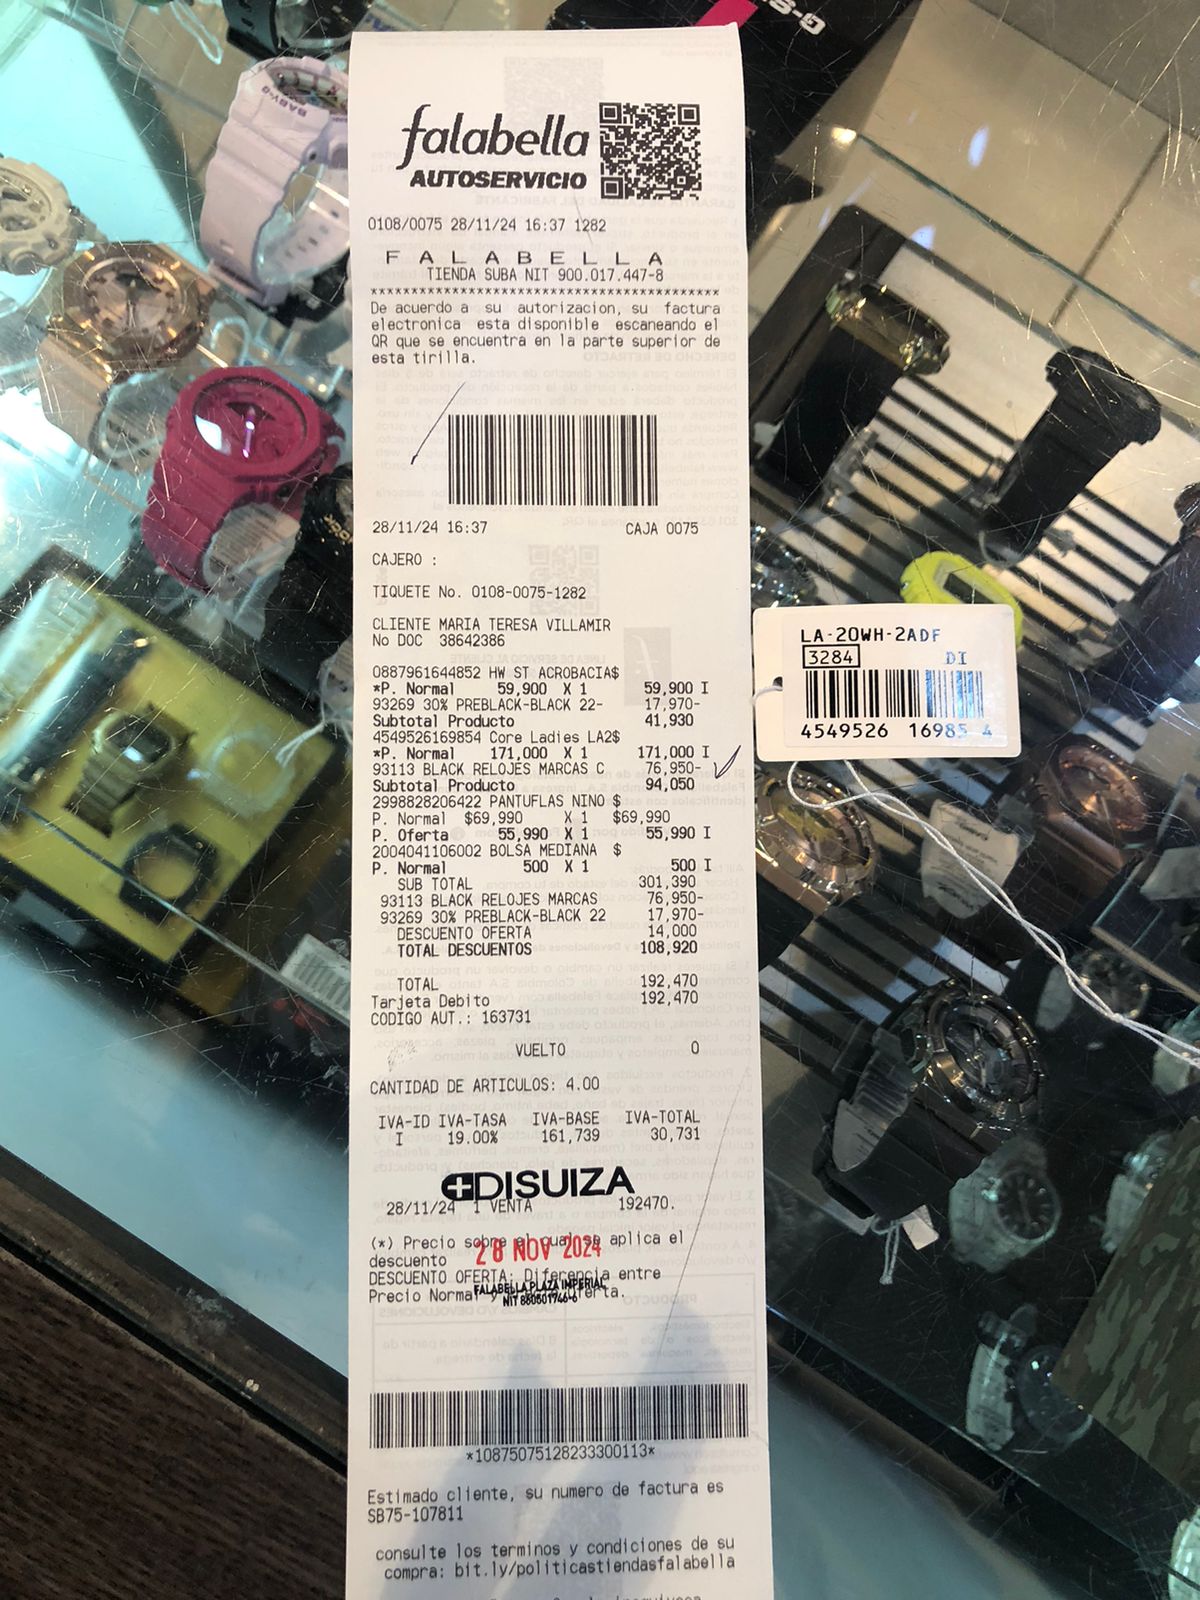 falabella
AUTOSERVICIO
0108/0075 28/11/24 16:37 1282
FALABELLA
TIENDA SUBA NIT 900.017.447-8
De acuerdo a su autorizacion, su factura
electronica esta disponible escaneando el
QR que se encuentra en la parte superior de
esta tirilla.
28/11/24 16:37 CAJA 0075
CAJERO :
TIQUETE No. 0108-0075-1282
CLIENTE MARIA TERESA VILLAMIR
No DOC 38642386
0887961644852 HW ST ACROBACIA$
*P. Normal 59,900 X 1 59,900 I
93269 30% PREBLACK-BLACK 22- 17,970-
Subtotal Producto 41,930
4549526169854 Core Ladies LA2$
*P. Normal 171,000 X 1 171,000 I
93113 BLACK RELOJES MARCAS C 76,950-
Subtotal Producto 94,050
2998828206422 PANTUFLAS NINO $
P. Normal $69,990 X 1 $69,990
P. Oferta 55,990 X 1 55,990 I
2004041106002 BOLSA MEDIANA $
P. Normal 500 X 1 500 I
SUB TOTAL 301,390
93113 BLACK RELOJES MARCAS 76,950-
93269 30% PREBLACK-BLACK 22 17,970-
DESCUENTO OFERTA 14,000
TOTAL DESCUENTOS 108,920
TOTAL 192,470
Tarjeta Debito 192,470
CODIGO AUT.: 163731
VUELTO 0
CANTIDAD DE ARTICULOS: 4.00
IVA-ID IVA-TASA IVA-BASE IVA-TOTAL
I 19.00% 161,739 30,731
DISUIZA
28/11/24 1 VENTA 192470.
(*) Precio sobre el cual se aplica el
descuento
28 NOV 2024
DESCUENTO OFERTA: Diferencia entre
FALABELLA PLAZA IMPERIAL
Precio Normal y Oferta.
NIT 860501746-6
*10875075128233300113*
Estimado cliente, su numero de factura es
SB75-107811
consulte los terminos y condiciones de su
compra: bit.ly/politicastiendasfalabella
LA-20WH-2ADF
3284 DI
4549526 16985 4
BABY-G